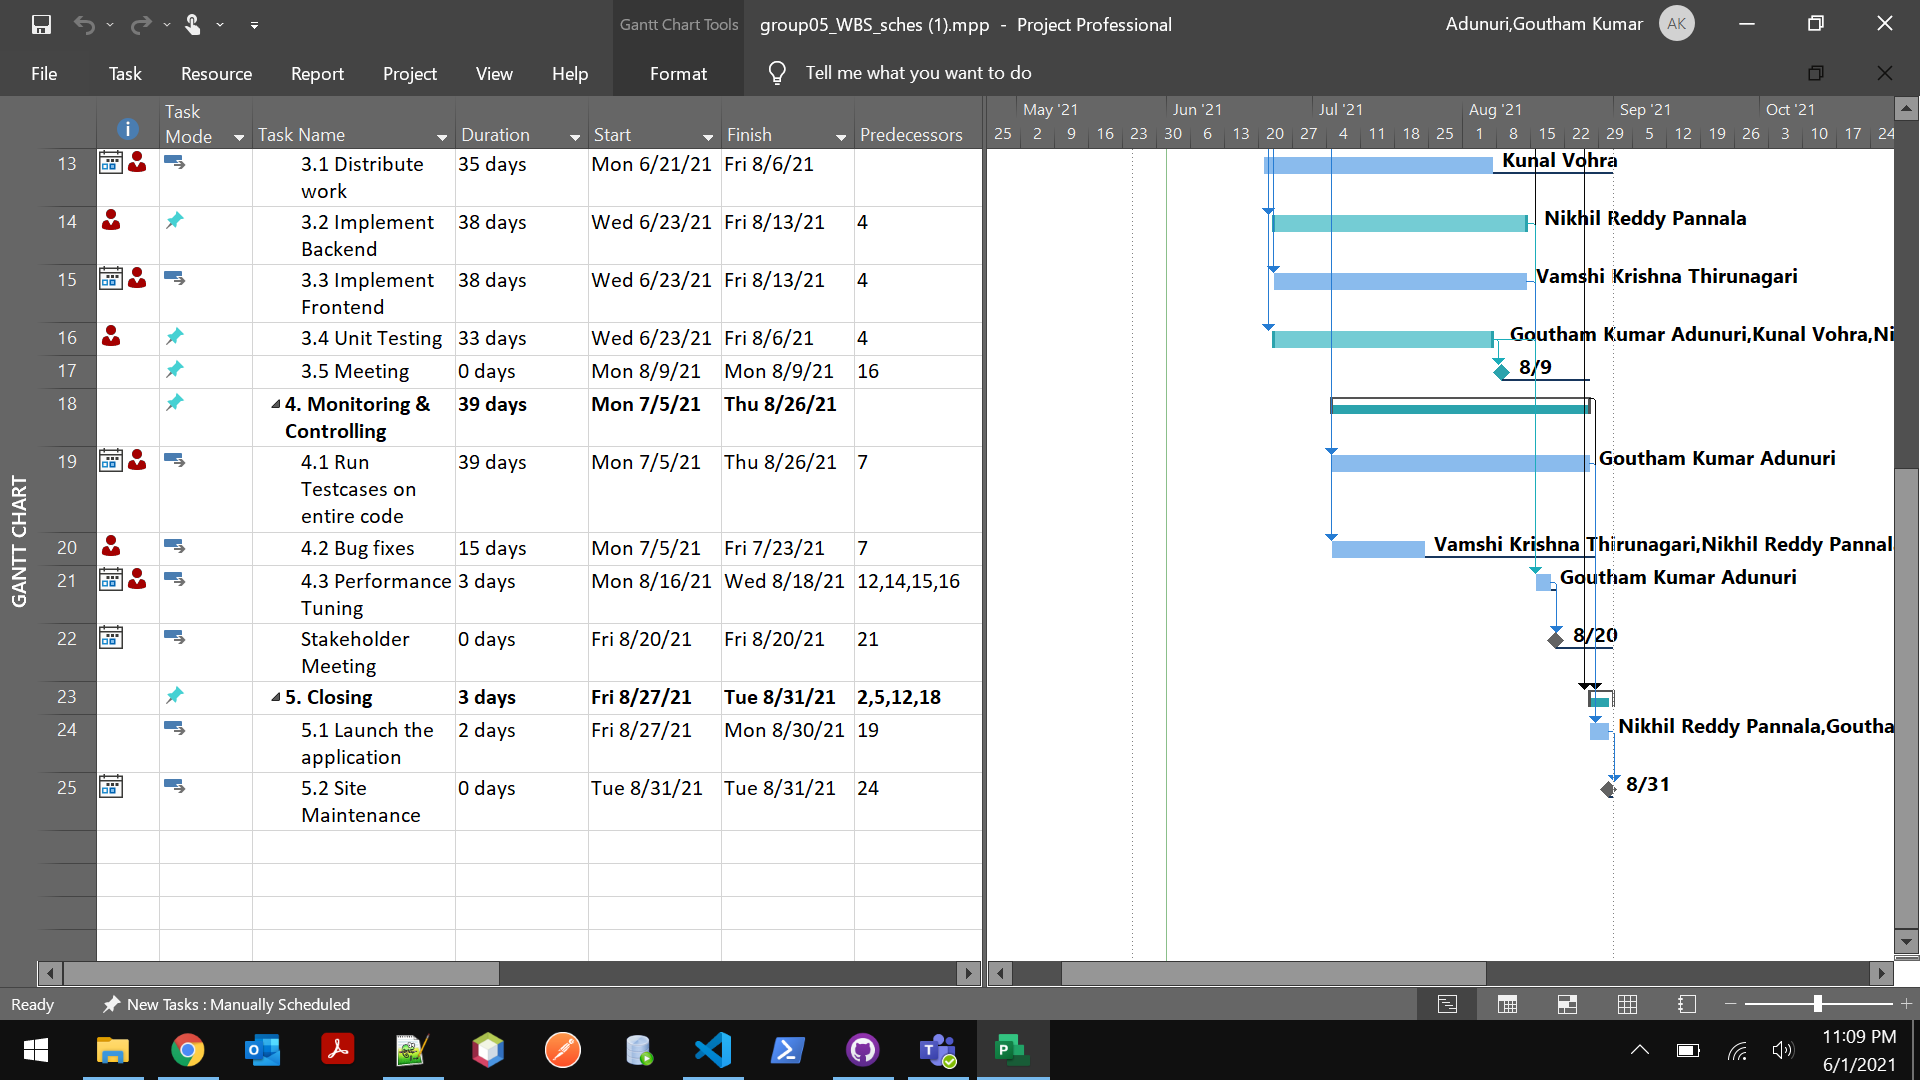 Gantt Chart Tools
group05_WBS_sches (1).mpp - Project Professional
Adunuri,Goutham Kumar
AK
File Task Resource Report Project View Help Format Tell me what you want to do
Task Mode Task Name Duration Start Finish Predecessors
May '21 Jun '21 Jul '21 Aug '21 Sep '21 Oct '21
25 2 9 16 23 30 6 13 20 27 4 11 18 25 1 8 15 22 29 5 12 19 26 3 10 17 24
GANTT CHART
13 3.1 Distribute work 35 days Mon 6/21/21 Fri 8/6/21
Kunal Vohra
14 3.2 Implement Backend 38 days Wed 6/23/21 Fri 8/13/21 4
Nikhil Reddy Pannala
15 3.3 Implement Frontend 38 days Wed 6/23/21 Fri 8/13/21 4
Vamshi Krishna Thirunagari
16 3.4 Unit Testing 33 days Wed 6/23/21 Fri 8/6/21 4
Goutham Kumar Adunuri,Kunal Vohra,Ni
17 3.5 Meeting 0 days Mon 8/9/21 Mon 8/9/21 16
8/9
18 4. Monitoring & Controlling 39 days Mon 7/5/21 Thu 8/26/21
19 4.1 Run Testcases on entire code 39 days Mon 7/5/21 Thu 8/26/21 7
Goutham Kumar Adunuri
20 4.2 Bug fixes 15 days Mon 7/5/21 Fri 7/23/21 7
Vamshi Krishna Thirunagari,Nikhil Reddy Pannal
21 4.3 Performance Tuning 3 days Mon 8/16/21 Wed 8/18/21 12,14,15,16
Goutham Kumar Adunuri
22 Stakeholder Meeting 0 days Fri 8/20/21 Fri 8/20/21 21
8/20
23 5. Closing 3 days Fri 8/27/21 Tue 8/31/21 2,5,12,18
24 5.1 Launch the application 2 days Fri 8/27/21 Mon 8/30/21 19
Nikhil Reddy Pannala,Goutha
25 5.2 Site Maintenance 0 days Tue 8/31/21 Tue 8/31/21 24
8/31
Ready New Tasks : Manually Scheduled
11:09 PM
6/1/2021